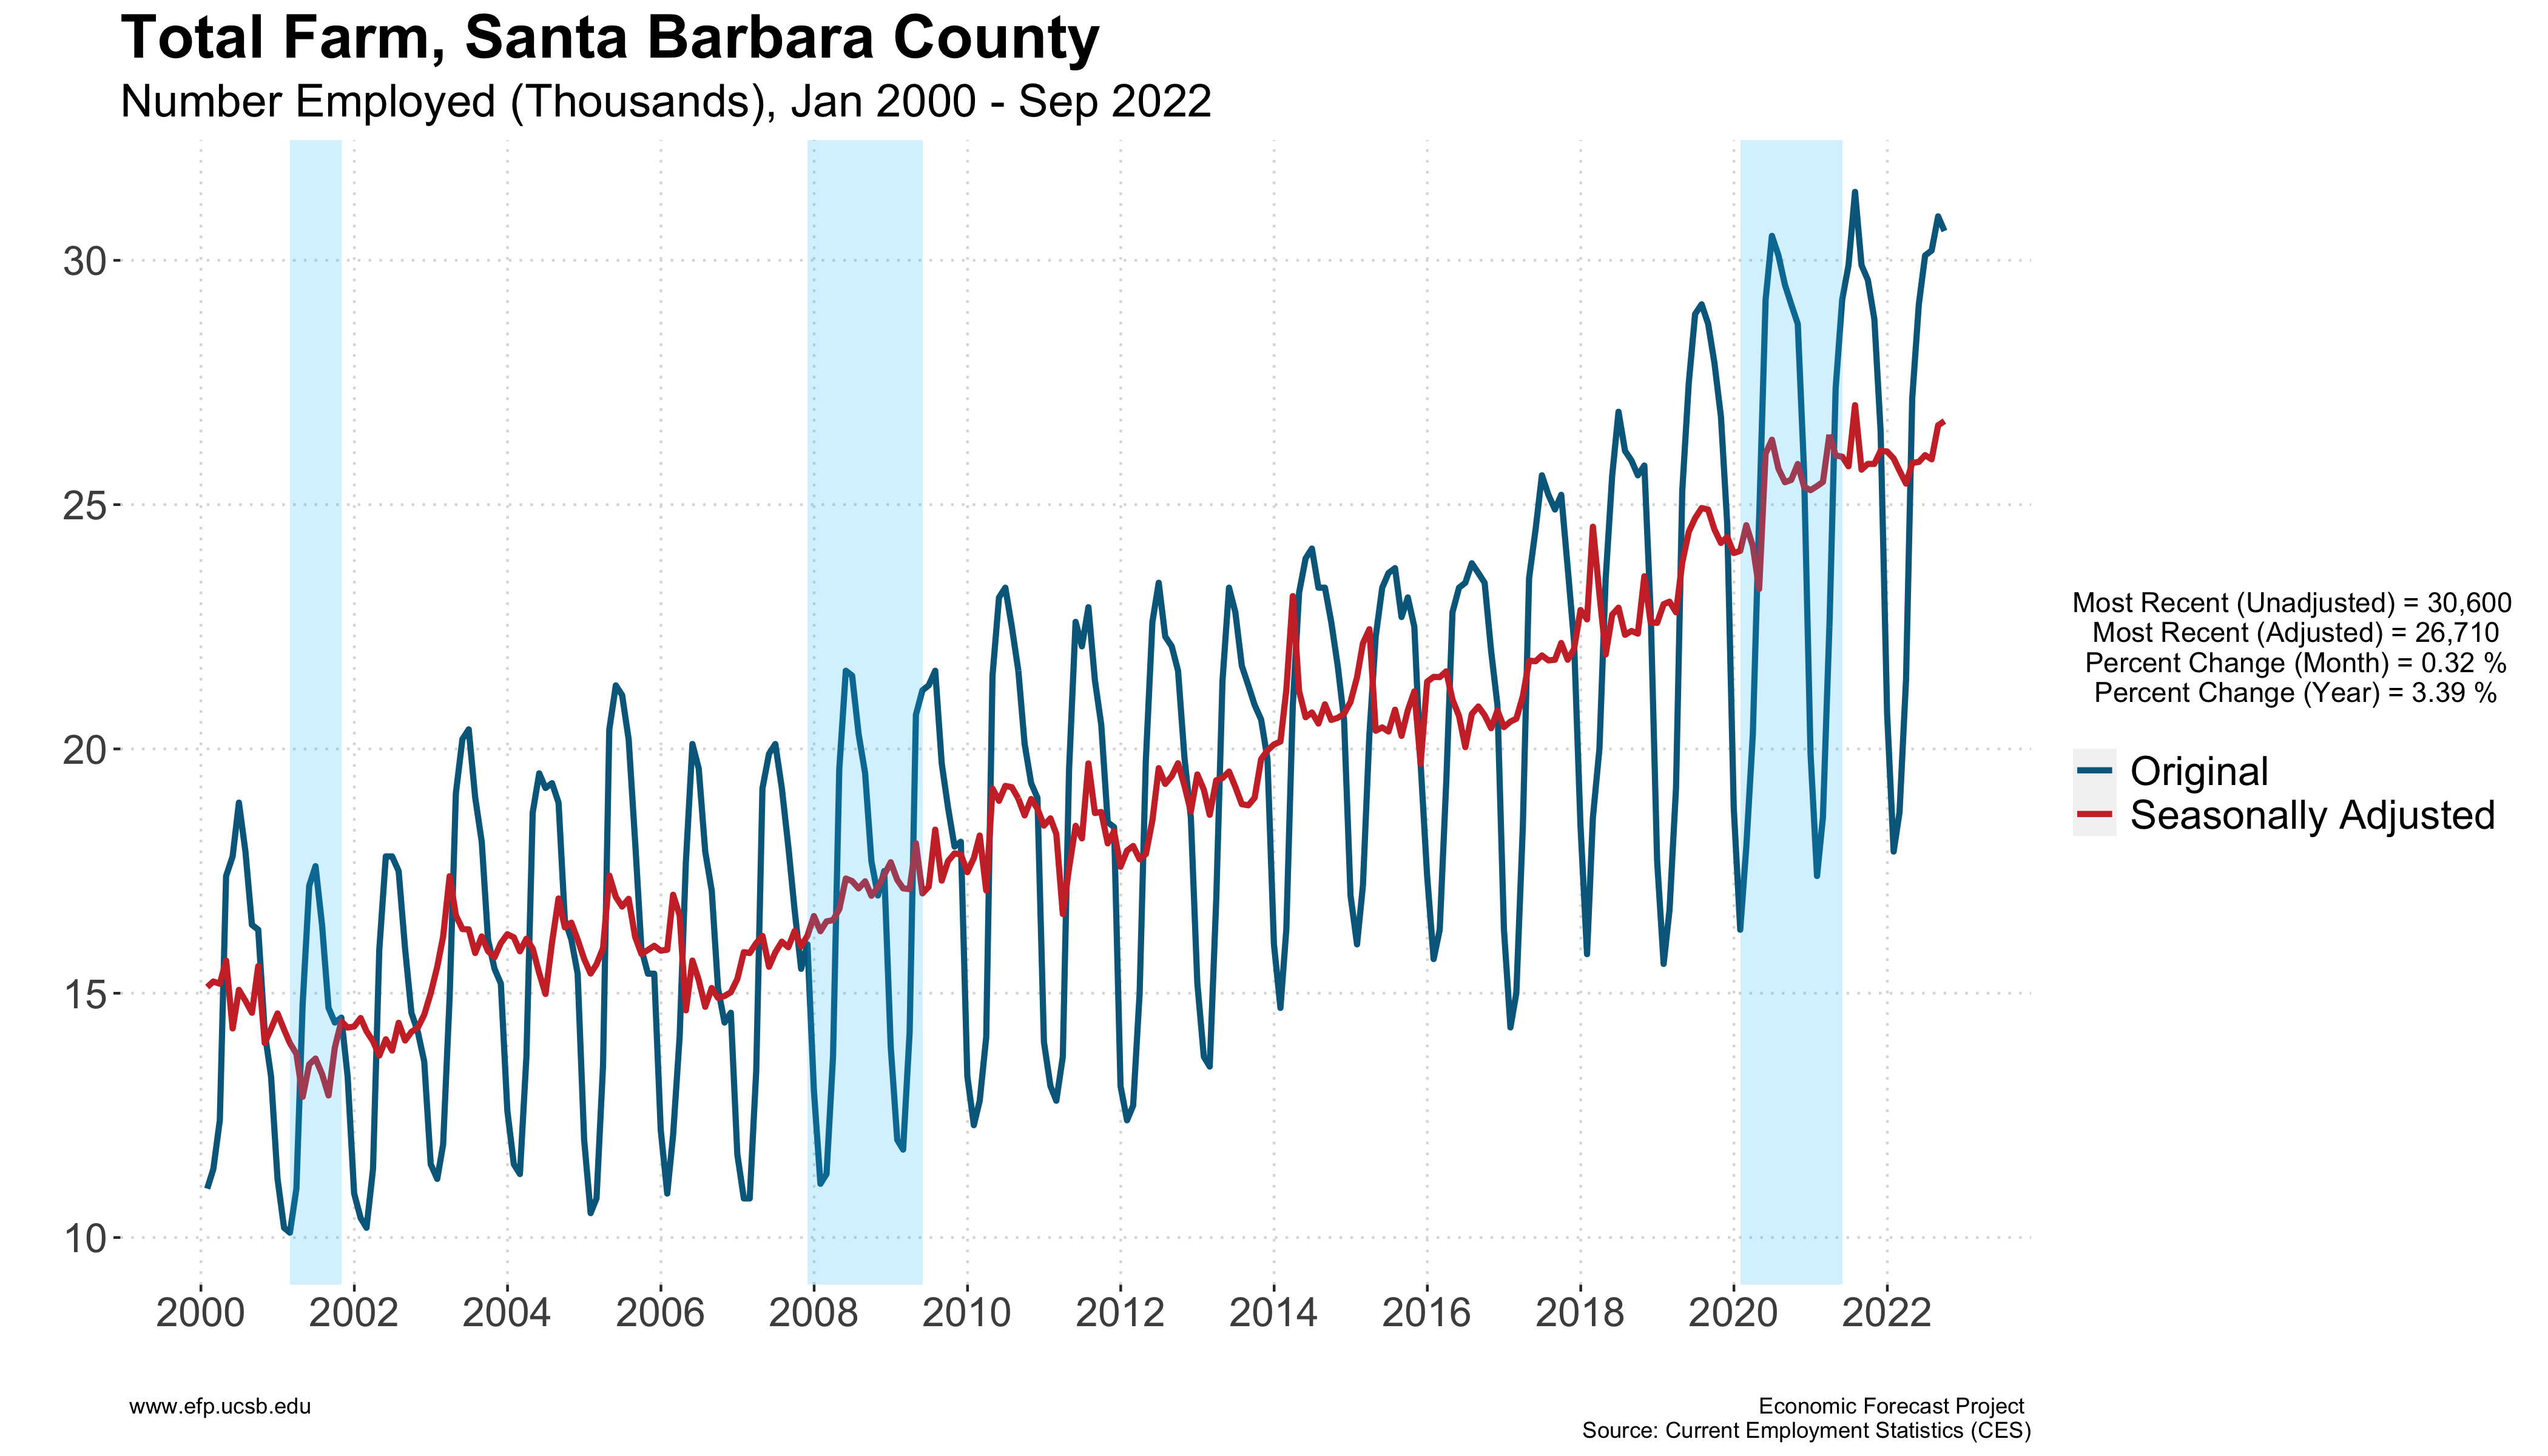 Total Farm, Santa Barbara County
Number Employed (Thousands), Jan 2000 - Sep 2022
30
25
20
15
10
2000 2002 2004 2006 2008 2010 2012 2014 2016 2018 2020 2022
Most Recent (Unadjusted) = 30,600
Most Recent (Adjusted) = 26,710
Percent Change (Month) = 0.32 %
Percent Change (Year) = 3.39 %
Original
Seasonally Adjusted
www.efp.ucsb.edu
Economic Forecast Project
Source: Current Employment Statistics (CES)